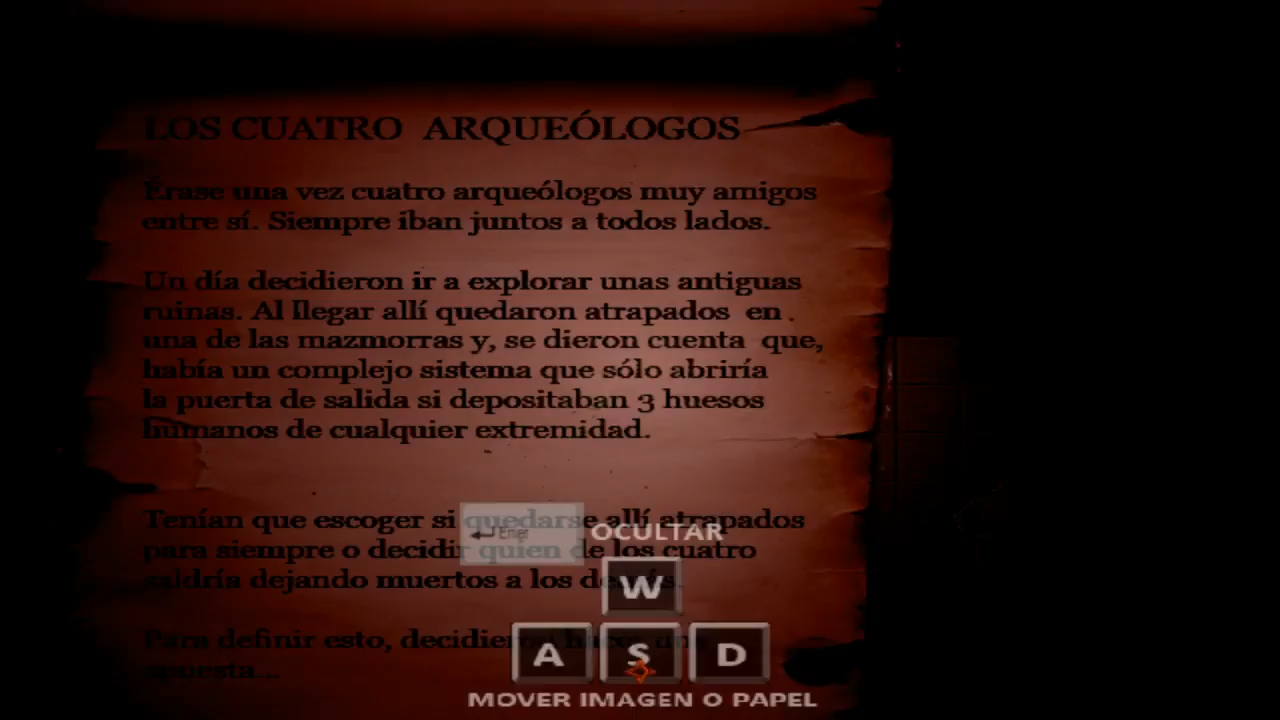 LOS CUATRO ARQUEÓLOGOS
Érase una vez cuatro arqueólogos muy amigos
entre sí. Siempre iban juntos a todos lados.
Un día decidieron ir a explorar unas antiguas
ruinas. Al llegar allí quedaron atrapados en
una de las mazmorras y, se dieron cuenta que,
había un complejo sistema que sólo abriría
la puerta de salida si depositaban 3 huesos
humanos de cualquier extremidad.
Tenían que escoger si quedarse allí atrapados
para siempre o decidir quien de los cuatro
saldría dejando muertos a los demás.
Para definir esto, decidieron hacer una
apuesta...
Enter OCULTAR
W
A S D
MOVER IMAGEN O PAPEL